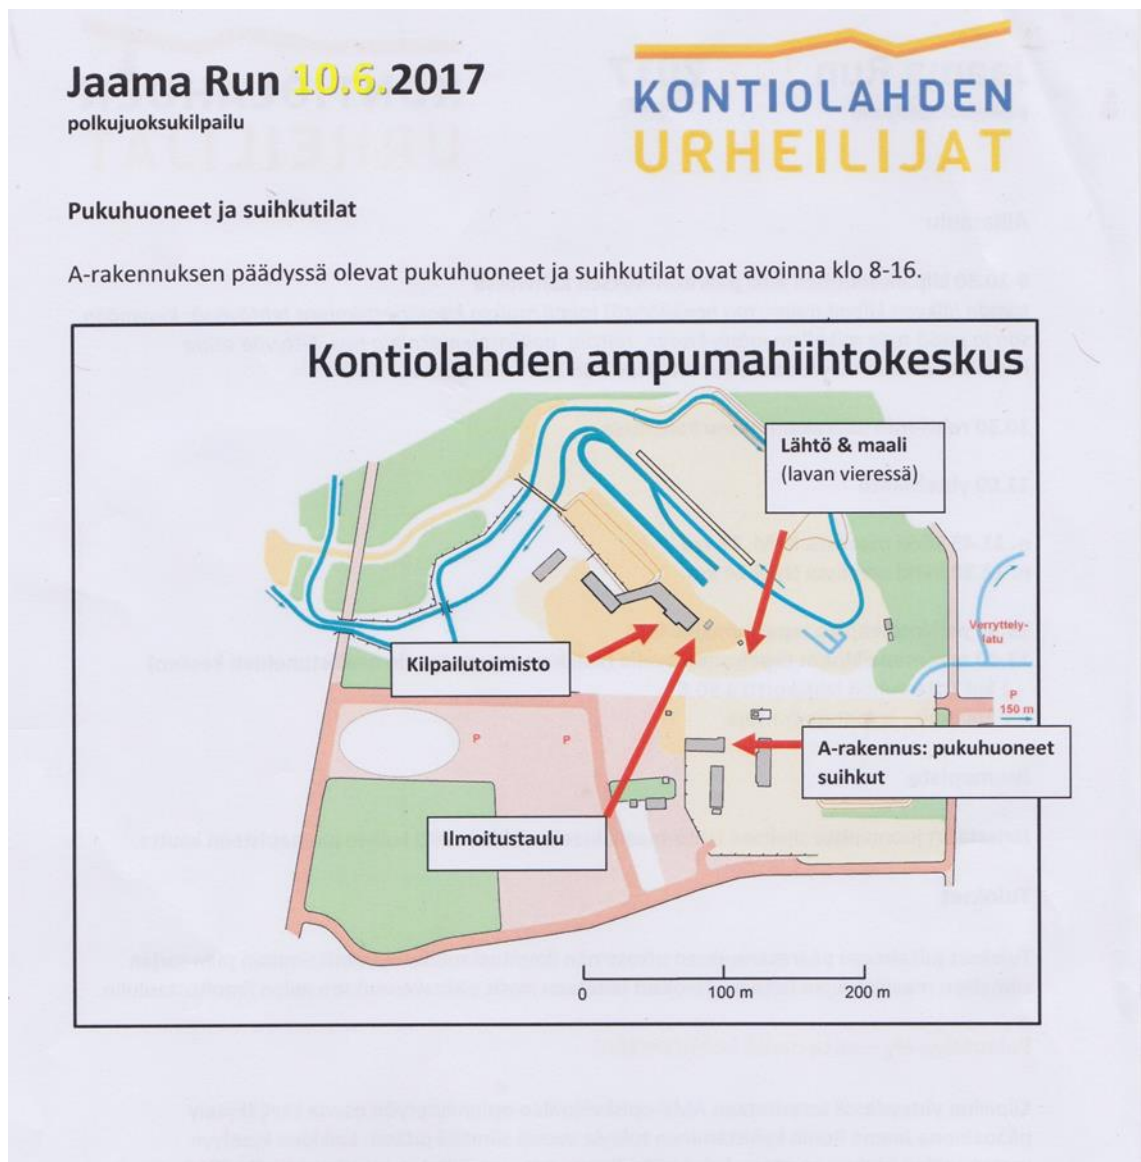 Jaama Run 10.6.2017
polkujuoksukilpailu
KONTIOLAHDEN
URHEILIJAT
Pukuhuoneet ja suihkutilat
A-rakennuksen päädyssä olevat pukuhuoneet ja suihkutilat ovat avoinna klo 8-16.
Kontiolahden ampumahiihtokeskus
Lähtö & maali
(lavan vieressä)
Verryttely-
latu
Kilpailutoimisto
P
150 m
P
P
A-rakennus: pukuhuoneet
suihkut
Ilmoitustaulu
0
100 m
200 m